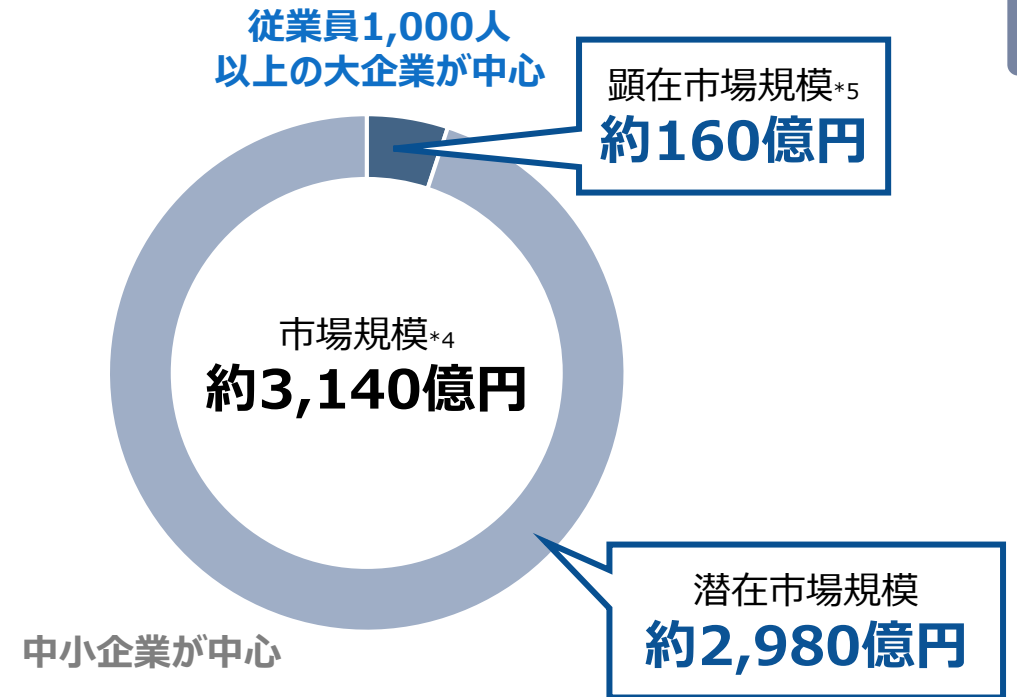 従業員1,000人
以上の大企業が中心
顕在市場規模*5
約160億円
市場規模*4
約3,140億円
潜在市場規模
約2,980億円
中小企業が中心